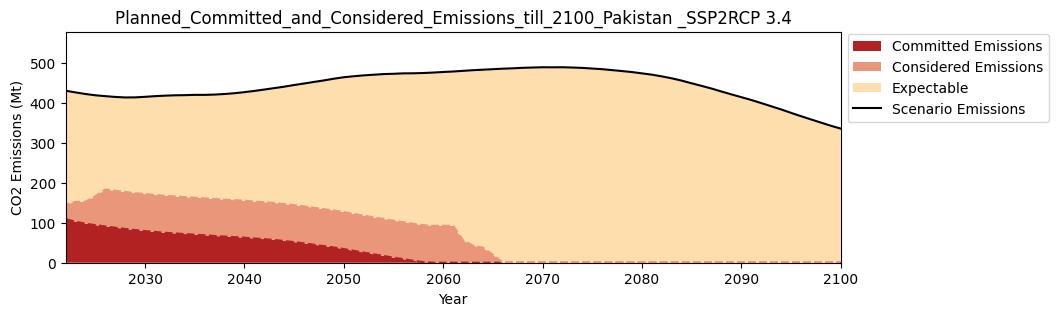 Planned_Committed_and_Considered_Emissions_till_2100_Pakistan _SSP2RCP 3.4
CO2 Emissions (Mt)
500
400
300
200
100
0
2030
2040
2050
2060
2070
2080
2090
2100
Year
Committed Emissions
Considered Emissions
Expectable
Scenario Emissions